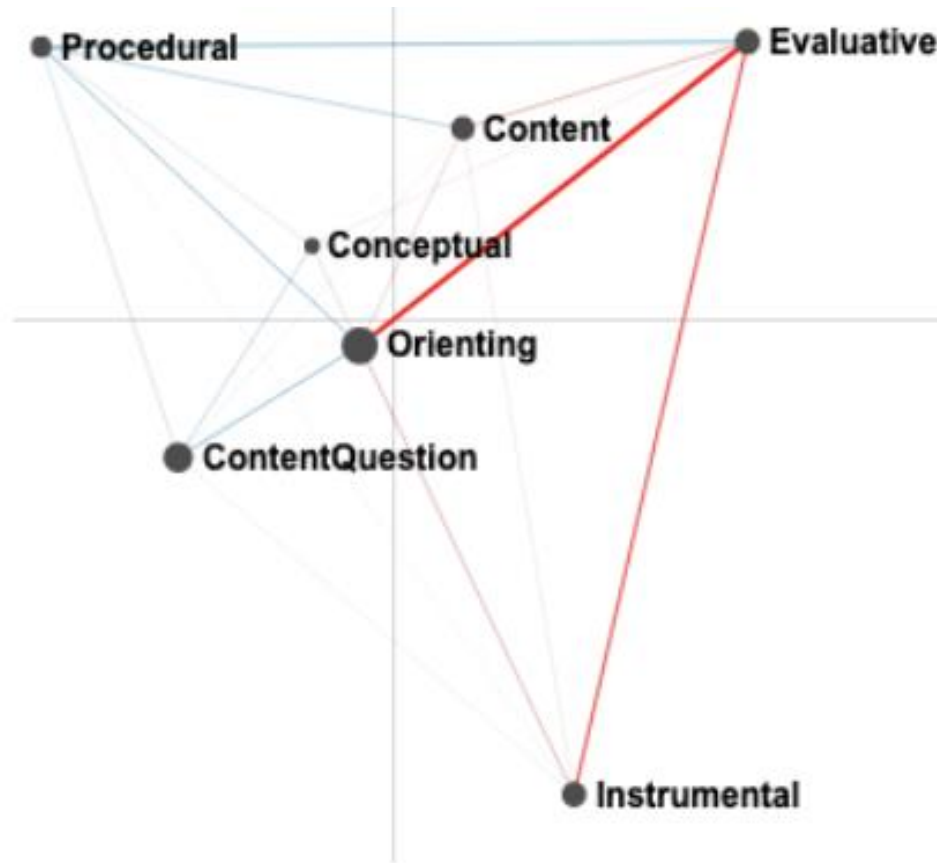 Procedural
Evaluative
Content
Conceptual
Orienting
ContentQuestion
Instrumental